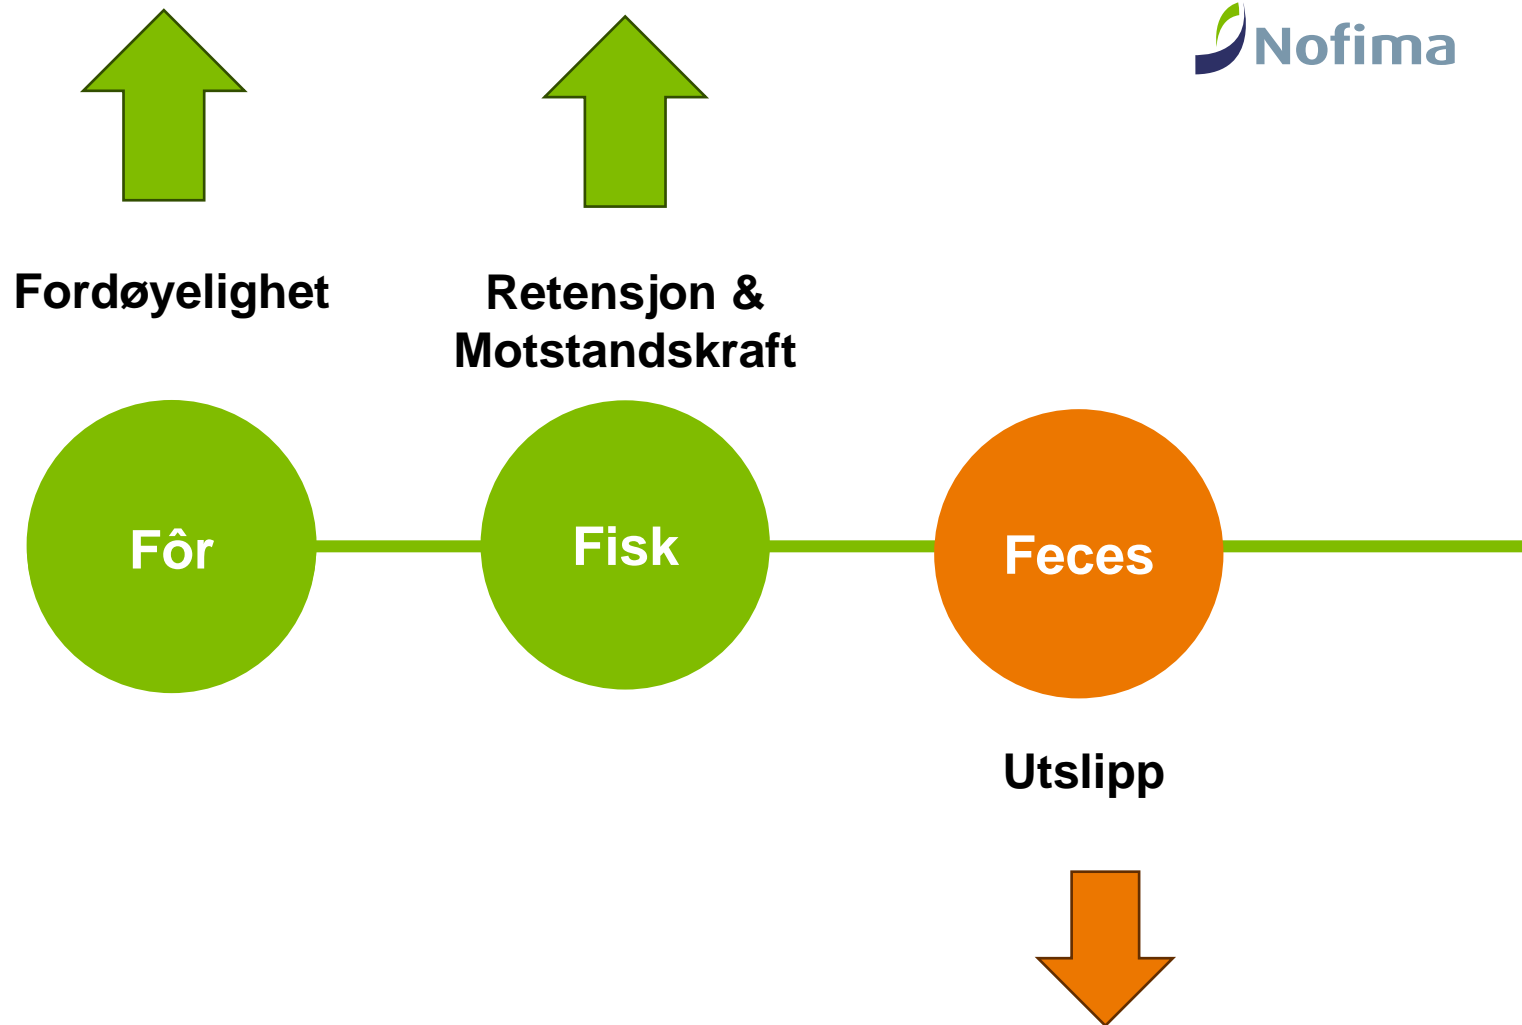 Nofima
Fordøyelighet
Retensjon &
Motstandskraft
Fôr
Fisk
Feces
Utslipp